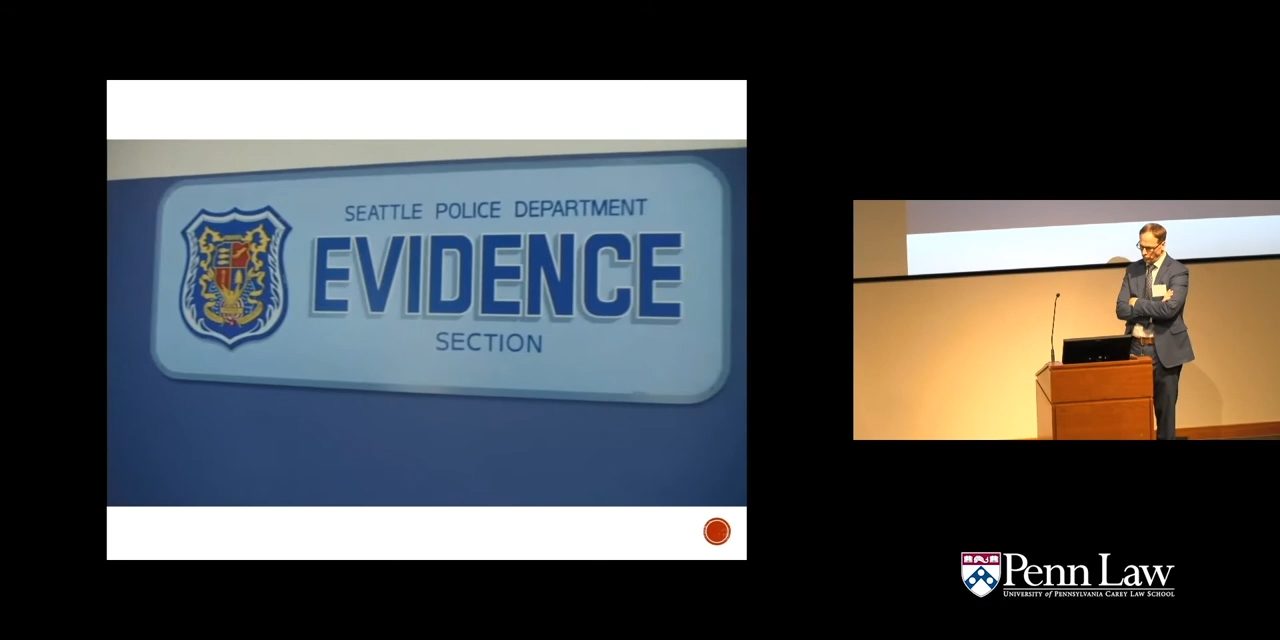 SEATTLE POLICE DEPARTMENT
EVIDENCE
SECTION
Penn Law
UNIVERSITY of PENNSYLVANIA CAREY LAW SCHOOL